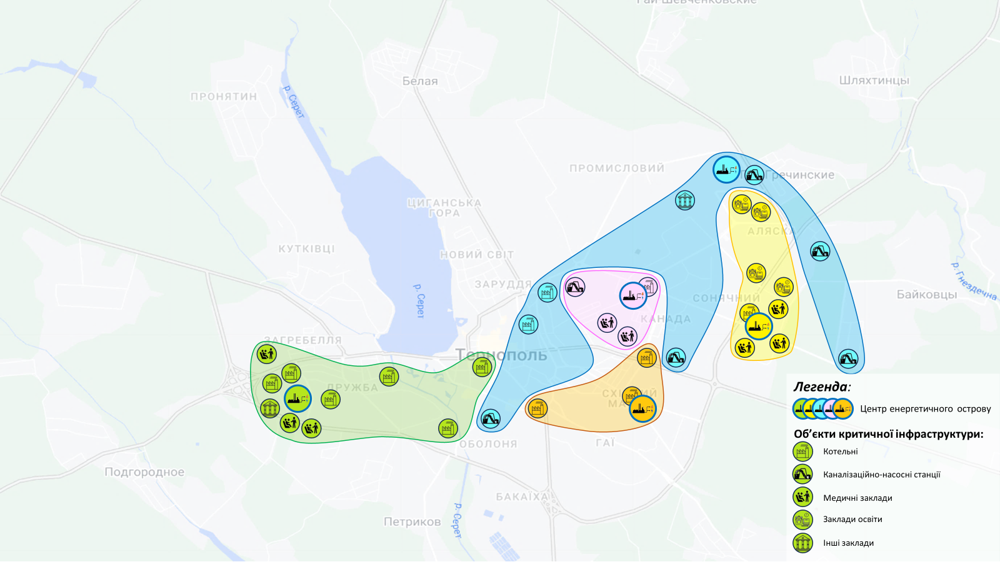 Гай-Шевченковские
Белая
Шляхтинцы
ПРОНЯТИН
р. Серет
ПРОМИСЛОВИЙ
Гречинские
ЦИГАНСЬКА
ГОРА
АЛЯСКА
КУТКІВЦІ
НОВИЙ СВІТ
ЗАРУДДЯ
СОНЯЧНИЙ
Байковцы
р. Гнездечна
р. Серет
КАНАДА
ЗАГРЕБЕЛЛЯ
Тернополь
ДРУЖБА
ОБОЛОНЯ
ГАЇ
Подгородное
БАКАЇХА
Петриков
р. Серет
Легенда:
Центр енергетичного острову
Об’єкти критичної інфраструктури:
Котельні
Каналізаційно-насосні станції
Медичні заклади
Заклади освіти
Інші заклади